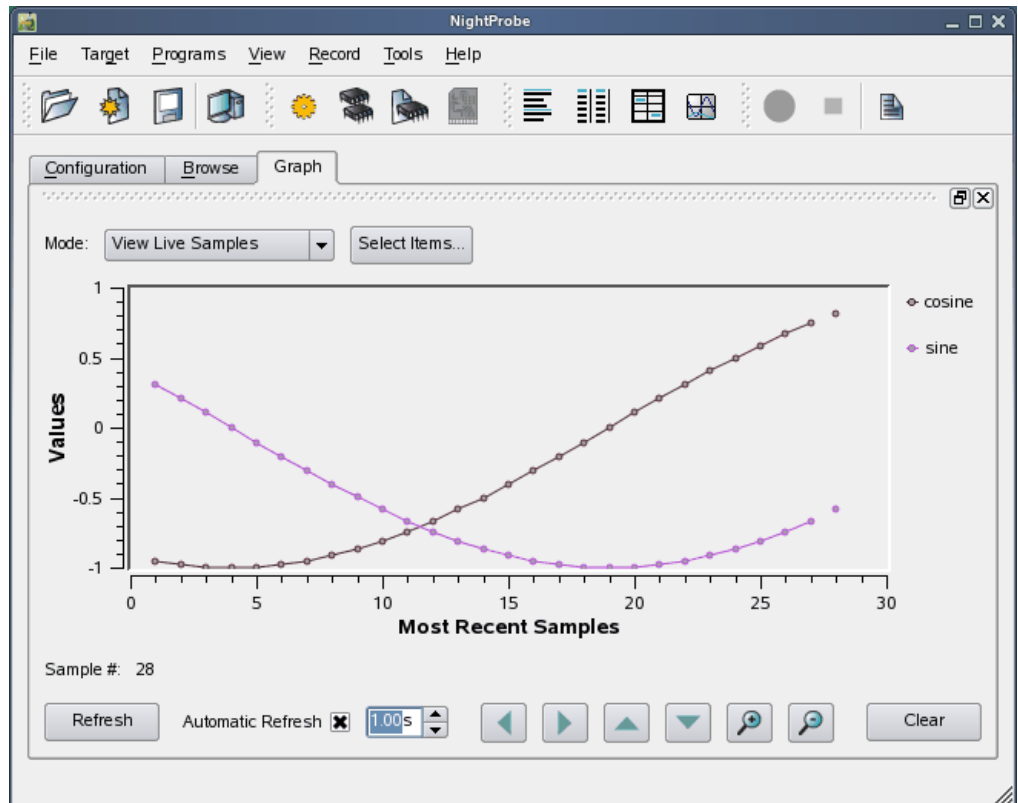 NightProbe
File Target Programs View Record Tools Help
Configuration Browse Graph
Mode: View Live Samples Select Items...
1
0.5
0
-0.5
-1
Values
cosine
sine
0 5 10 15 20 25 30
Most Recent Samples
Sample #: 28
Refresh Automatic Refresh 1.00s Clear